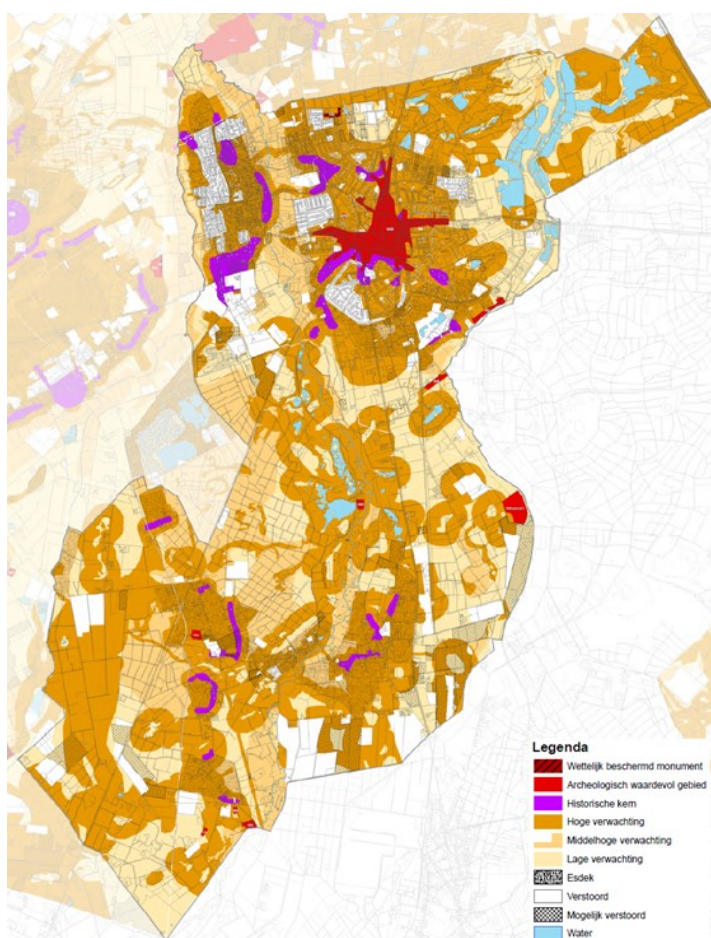 Legenda
Wettelijk beschermd monument
Archeologisch waardevol gebied
Historische kern
Hoge verwachting
Middelhoge verwachting
Lage verwachting
Esdek
Verstoord
Mogelijk verstoord
Water